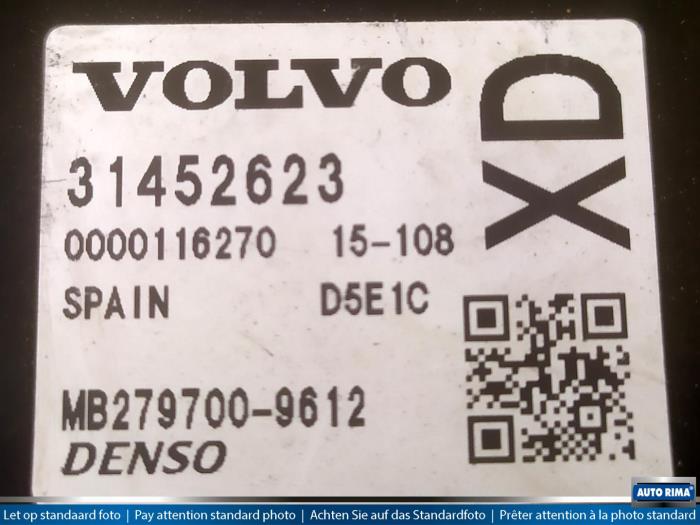 VOLVO
XD
31452623
0000116270 15-108
SPAIN D5E1C
MB279700-9612
DENSO
AUTO RIMA
Let op standaard foto | Pay attention standard photo | Achten Sie auf das Standardfoto | Prêter attention à la photo standard